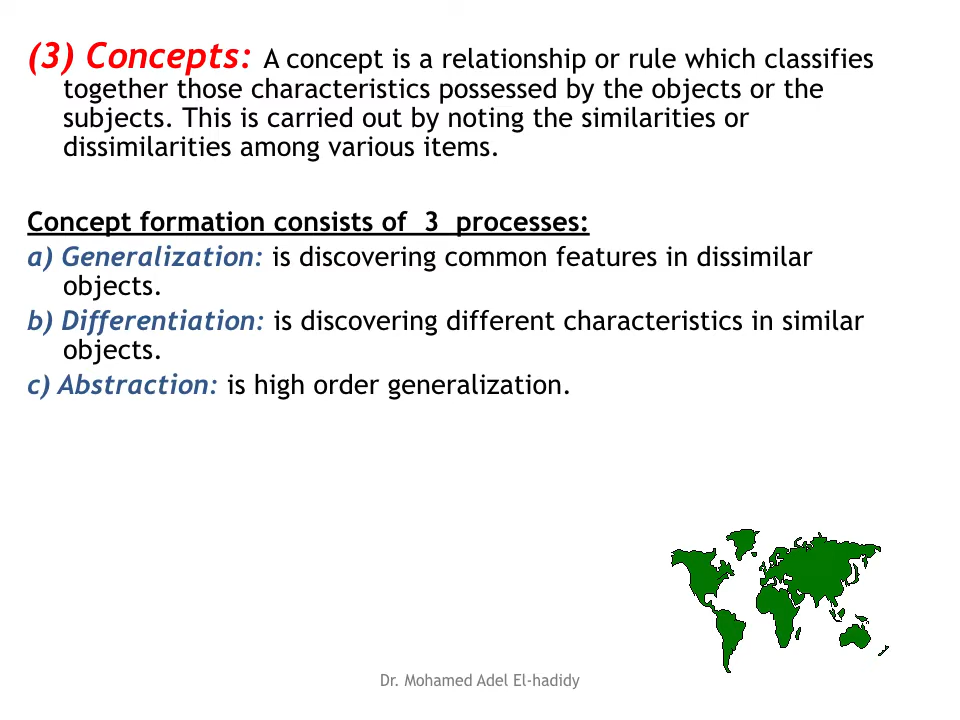 (3) Concepts: A concept is a relationship or rule which classifies
together those characteristics possessed by the objects or the
subjects. This is carried out by noting the similarities or
dissimilarities among various items.
Concept formation consists of 3 processes:
a) Generalization: is discovering common features in dissimilar
objects.
b) Differentiation: is discovering different characteristics in similar
objects.
c) Abstraction: is high order generalization.
Dr. Mohamed Adel El-hadidy